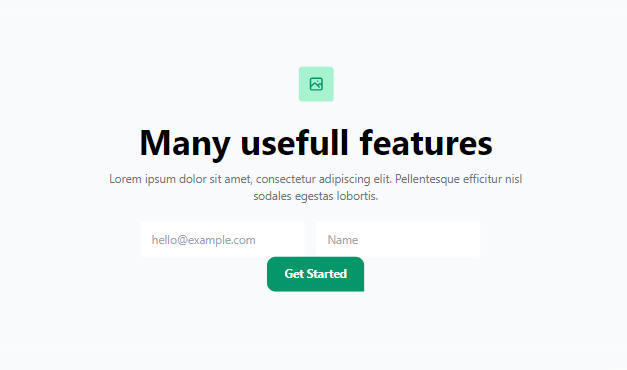 Many usefull features
Lorem ipsum dolor sit amet, consectetur adipiscing elit. Pellentesque efficitur nisl
sodales egestas lobortis.
hello@example.com
Name
Get Started